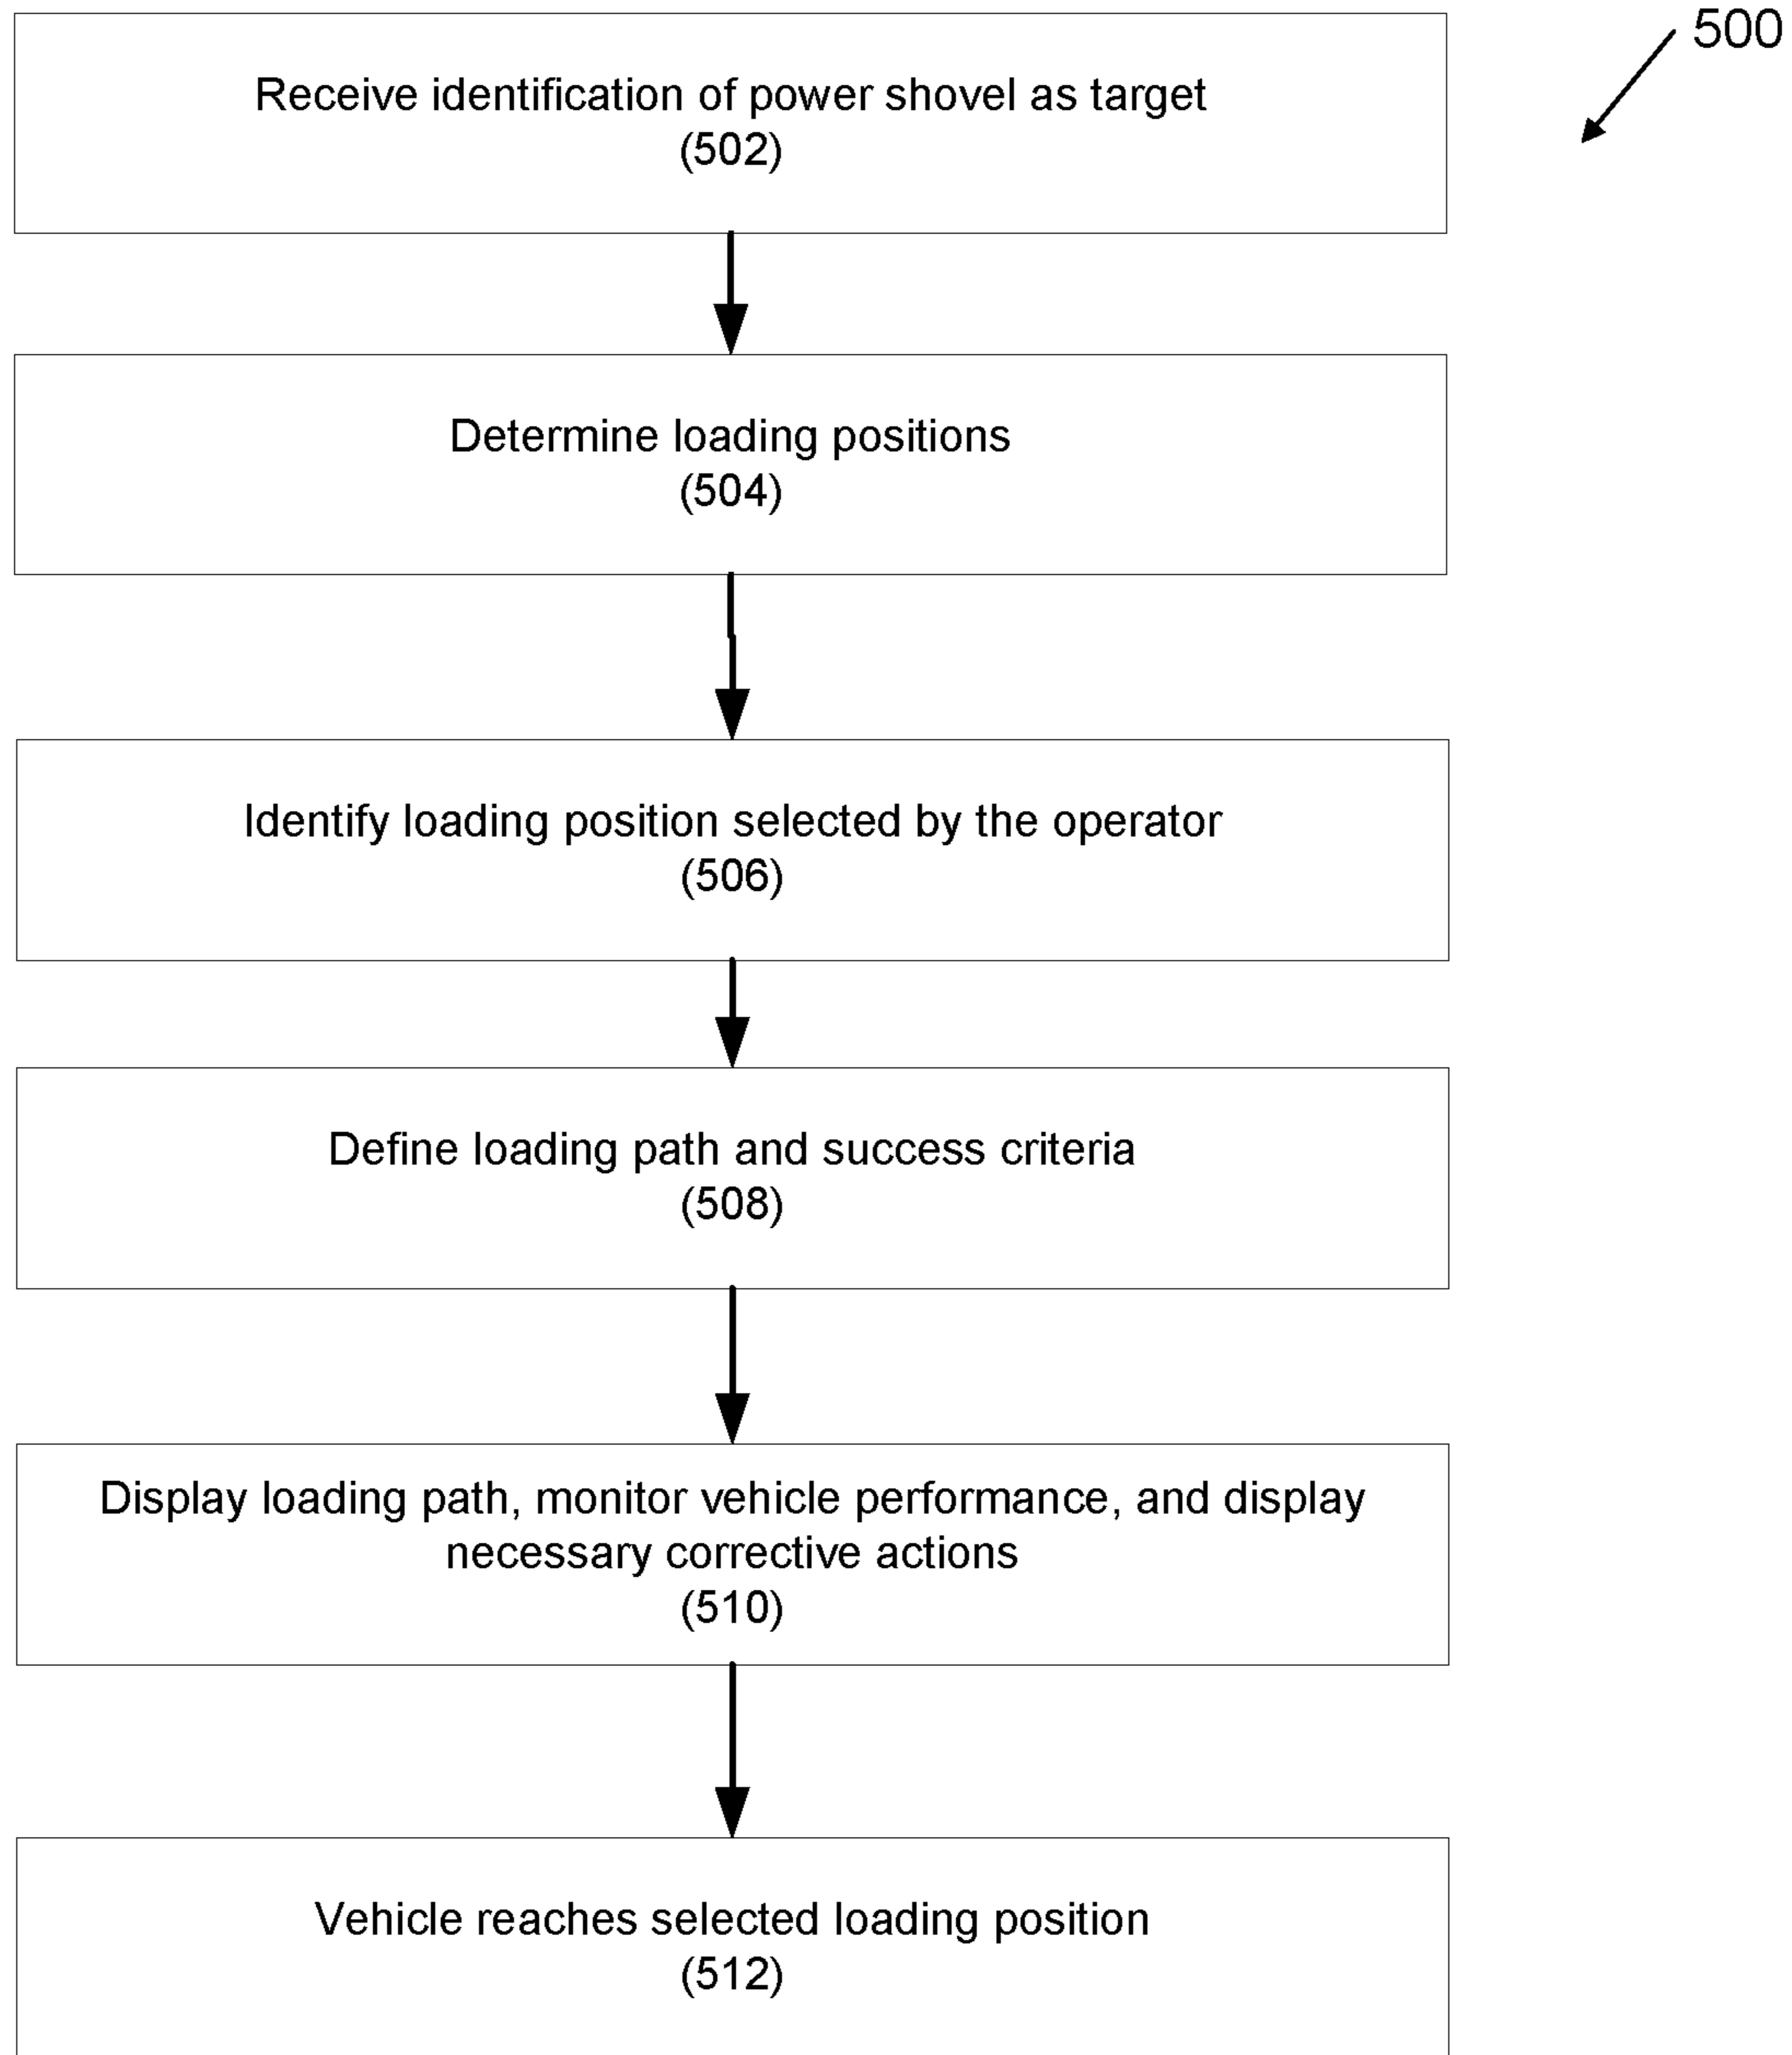 500
Receive identification of power shovel as target
(502)
Determine loading positions
(504)
Identify loading position selected by the operator
(506)
Define loading path and success criteria
(508)
Display loading path, monitor vehicle performance, and display
necessary corrective actions
(510)
Vehicle reaches selected loading position
(512)